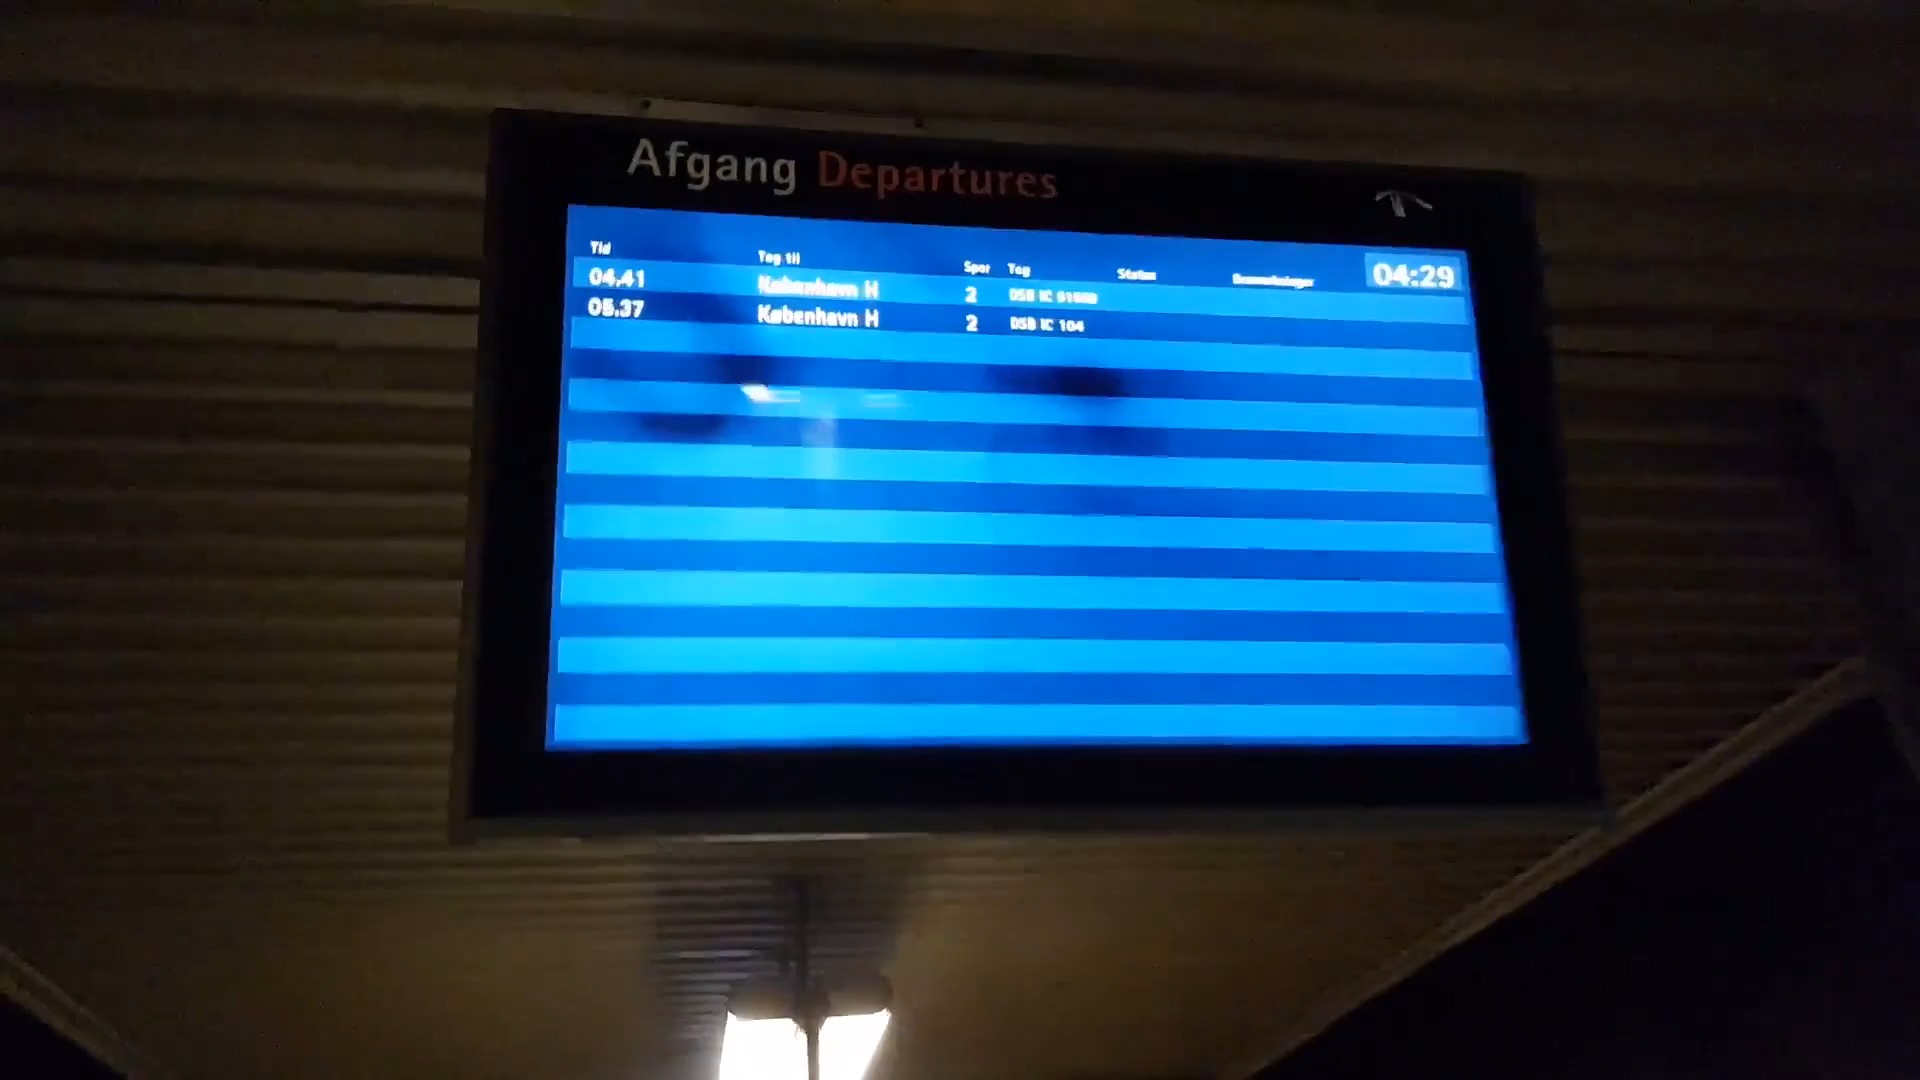 Afgang Departures
Tid Tog til Spor Tog Status Bemærkninger 04:29
04.41 København H 2 DSB IC
05.37 København H 2 DSB IC 104